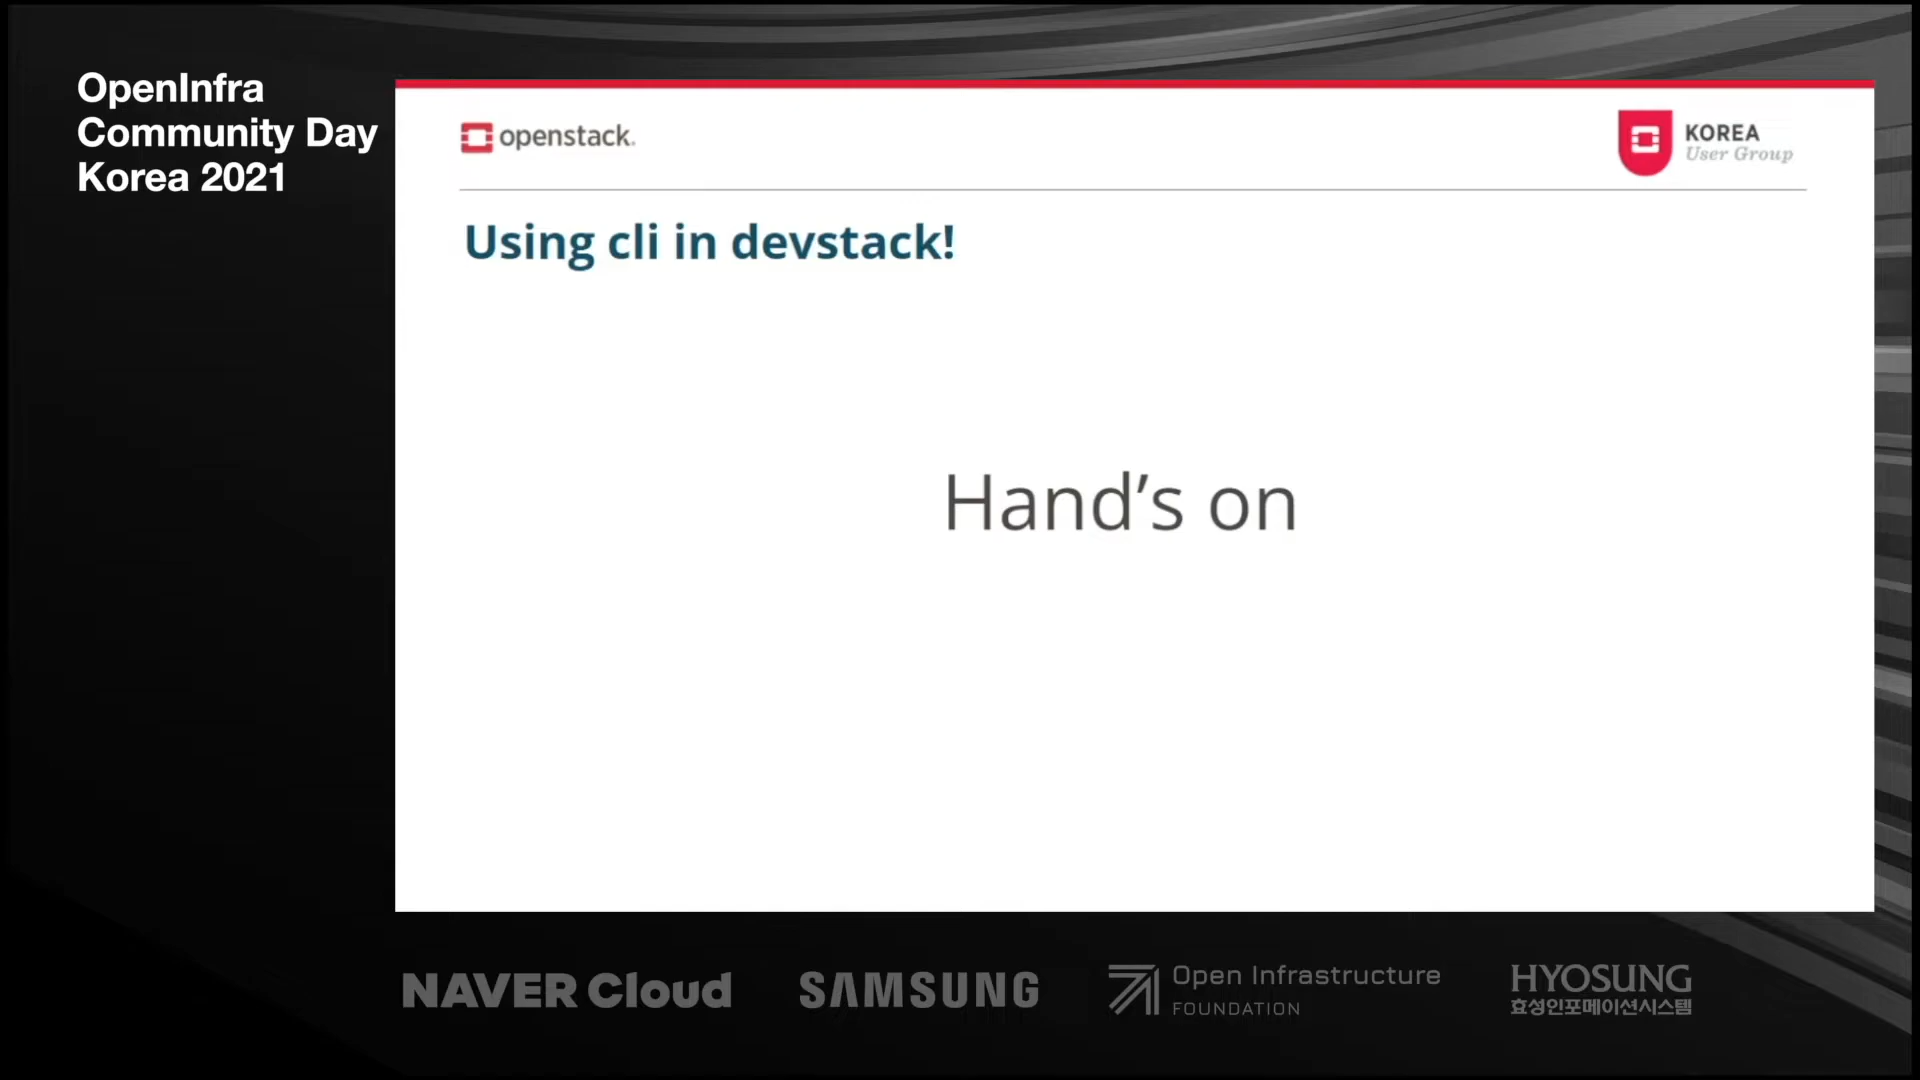 OpenInfra
Community Day
Korea 2021
openstack.
KOREA
User Group
Using cli in devstack!
Hand’s on
NAVER Cloud
SAMSUNG
Open Infrastructure
FOUNDATION
HYOSUNG
효성인포메이션시스템